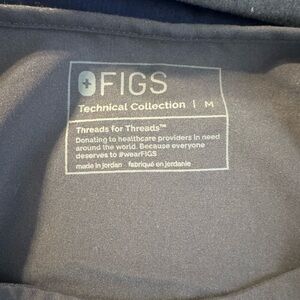 FIGS
Technical Collection | M
Threads for Threads™
Donating to healthcare providers in need
around the world. Because everyone
deserves to #wearFIGS
made in jordan · fabriqué en jordanie